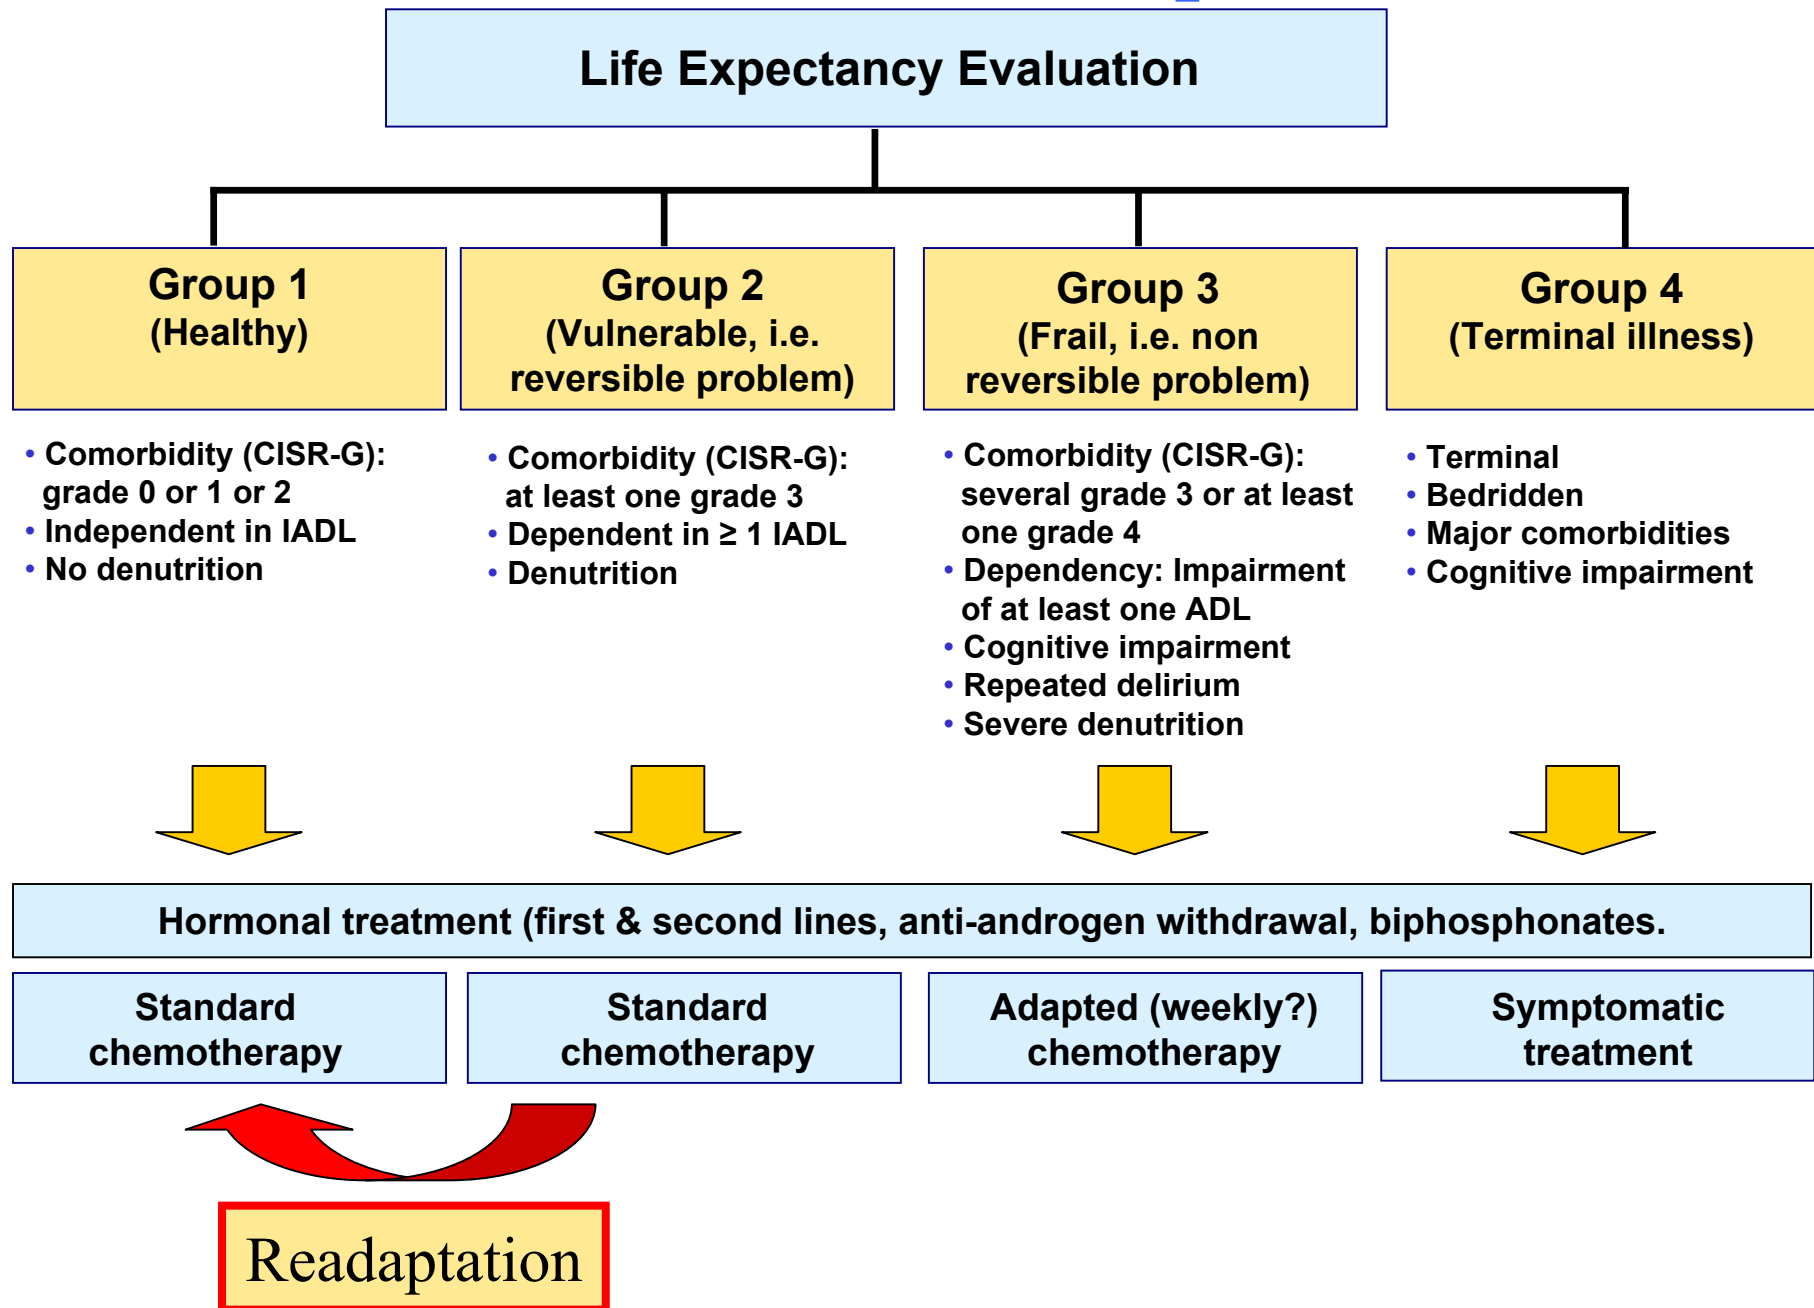 Life Expectancy Evaluation
Group 1
(Healthy)
Group 2
(Vulnerable, i.e.
reversible problem)
Group 3
(Frail, i.e. non
reversible problem)
Group 4
(Terminal illness)
• Comorbidity (CISR-G):
grade 0 or 1 or 2
• Independent in IADL
• No denutrition
• Comorbidity (CISR-G):
at least one grade 3
• Dependent in ≥ 1 IADL
• Denutrition
• Comorbidity (CISR-G):
several grade 3 or at least
one grade 4
• Dependency: Impairment
of at least one ADL
• Cognitive impairment
• Repeated delirium
• Severe denutrition
• Terminal
• Bedridden
• Major comorbidities
• Cognitive impairment
Hormonal treatment (first & second lines, anti-androgen withdrawal, biphosphonates.
Standard
chemotherapy
Standard
chemotherapy
Adapted (weekly?)
chemotherapy
Symptomatic
treatment
Readaptation